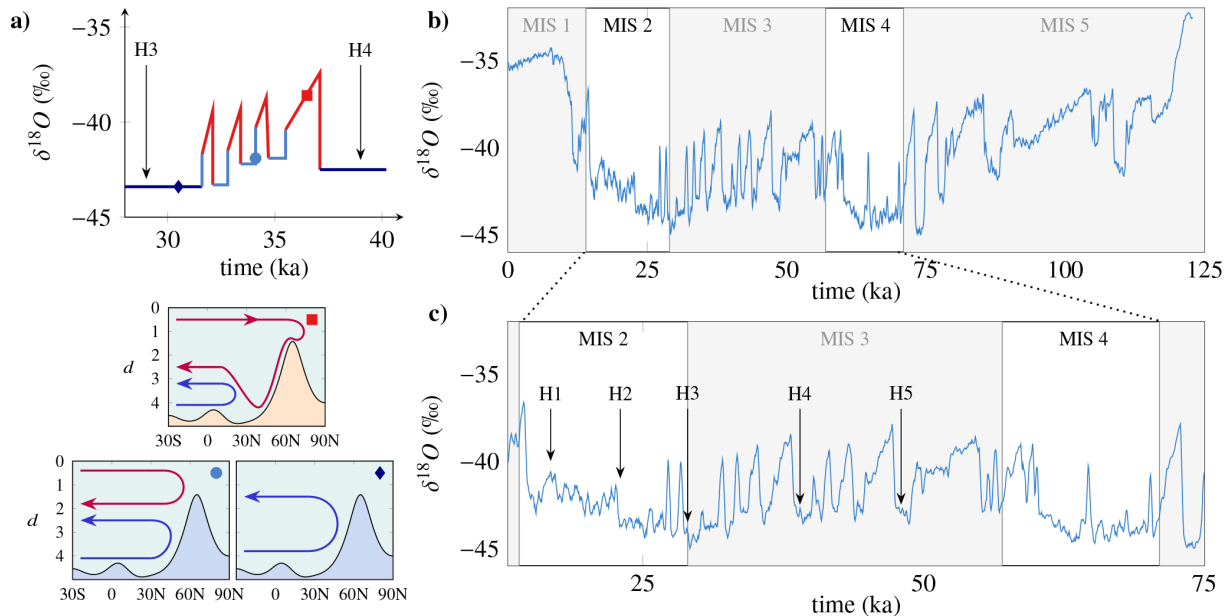 a)
H3
H4
−35
−40
−45
δ18O (‰)
30
35
40
time (ka)
0
1
2
3
4
d
30S
0
30N
60N
90N
0
1
2
3
4
d
30S
0
30N
60N
90N
30S
0
30N
60N
90N
b)
MIS 1
MIS 2
MIS 3
MIS 4
MIS 5
−35
−40
−45
δ18O (‰)
0
25
50
75
100
125
time (ka)
c)
MIS 2
MIS 3
MIS 4
H1
H2
H3
H4
H5
−35
−40
−45
δ18O (‰)
25
50
75
time (ka)